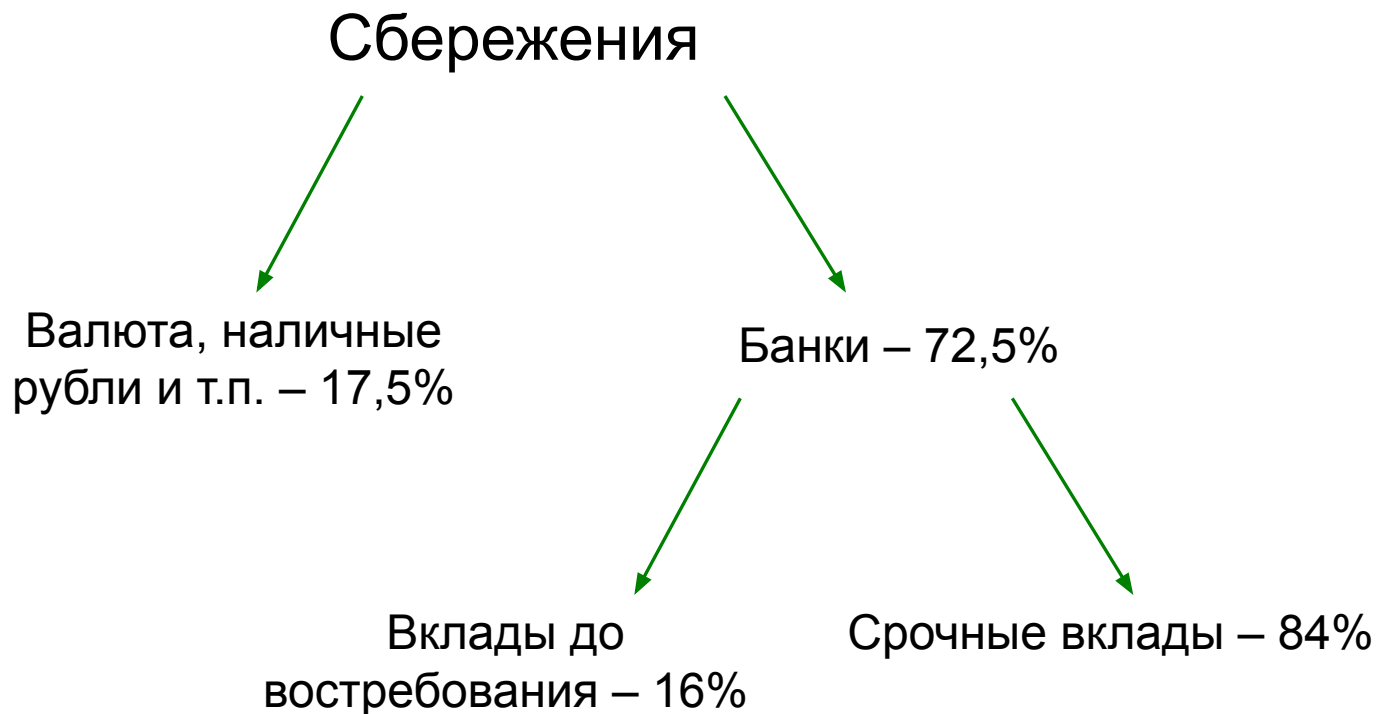 Сбережения
Валюта, наличные
рубли и т.п. – 17,5%
Банки – 72,5%
Вклады до
востребования – 16%
Срочные вклады – 84%